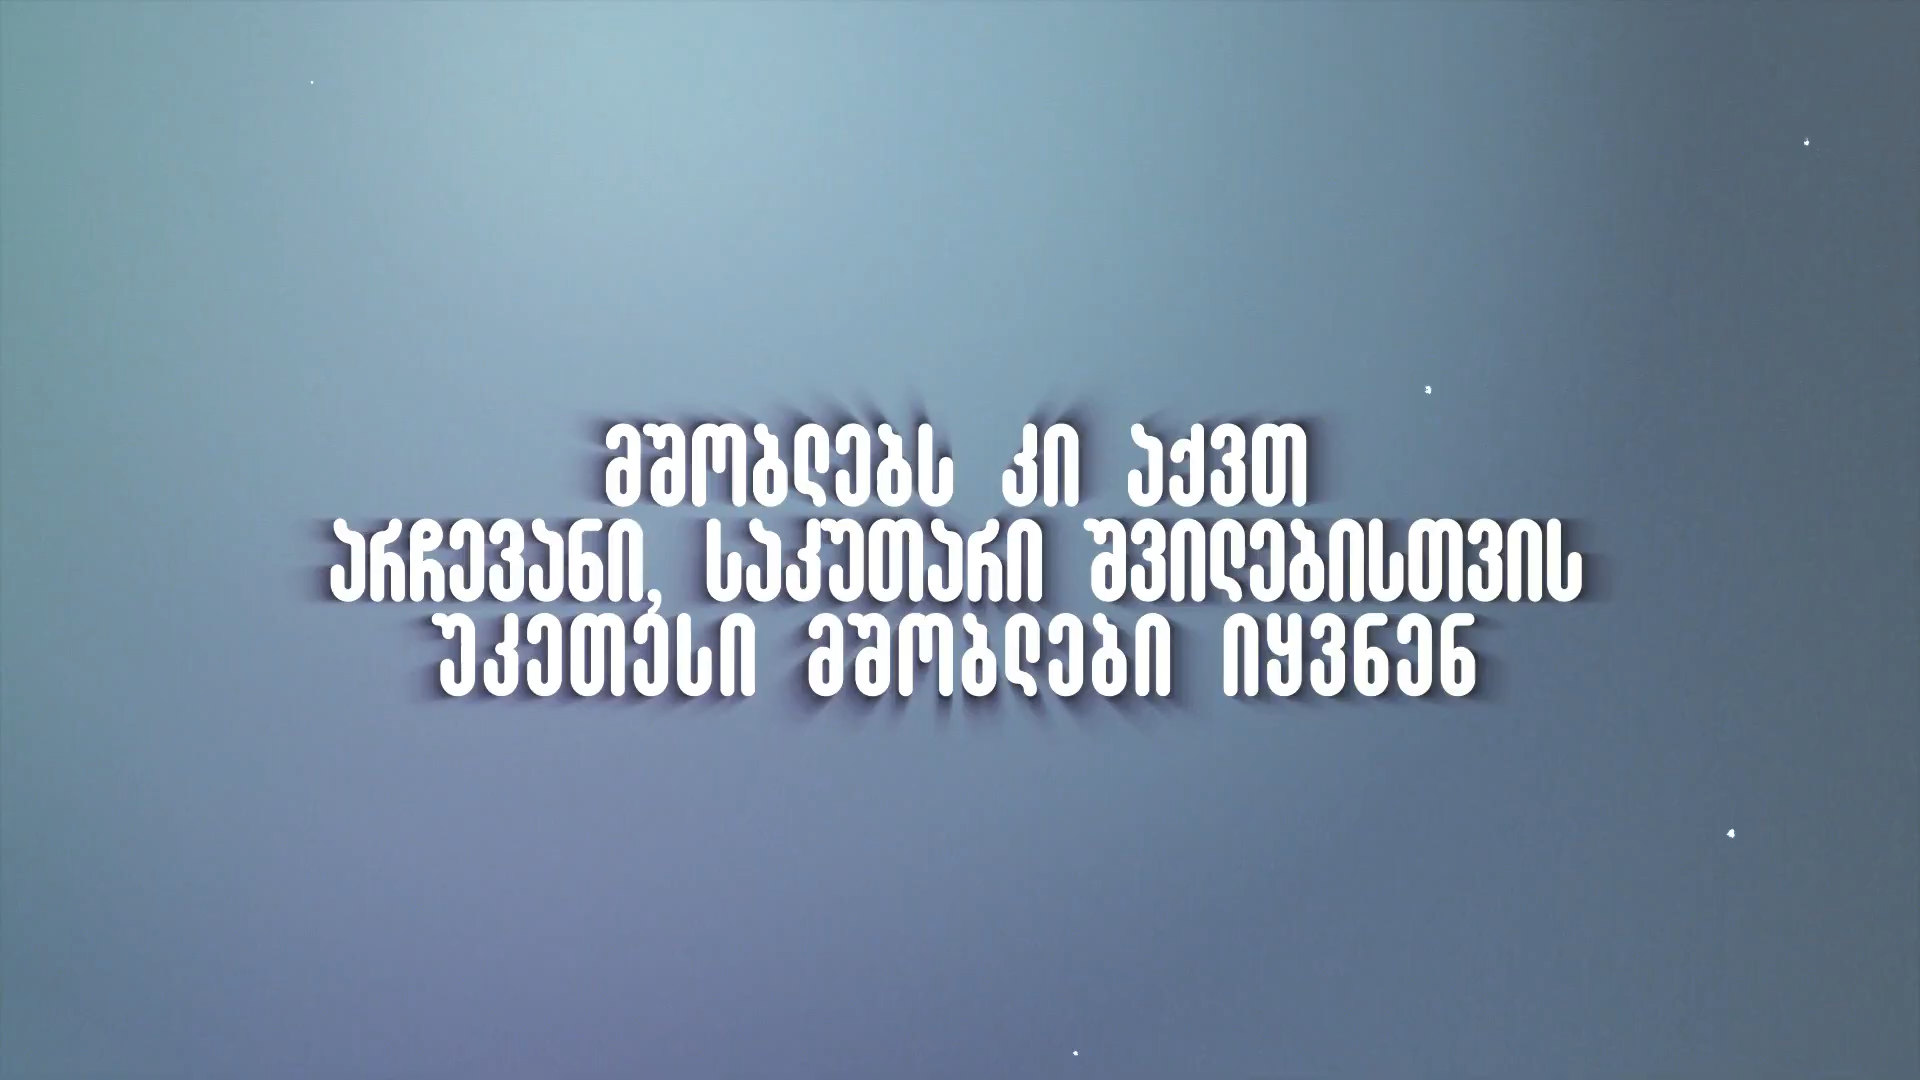 მშობლებს კი აქვთ
არჩევანი, საკუთარი შვილებისთვის
უკეთესი მშობლები იყვნენ